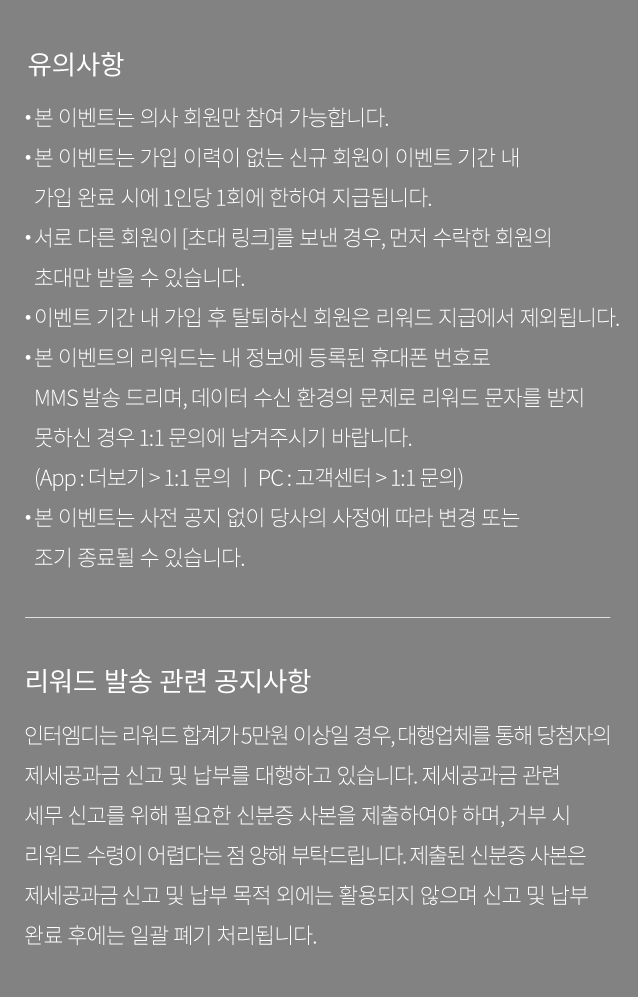 유의사항
• 본 이벤트는 의사 회원만 참여 가능합니다.
• 본 이벤트는 가입 이력이 없는 신규 회원이 이벤트 기간 내
가입 완료 시에 1인당 1회에 한하여 지급됩니다.
• 서로 다른 회원이 [초대 링크]를 보낸 경우, 먼저 수락한 회원의
초대만 받을 수 있습니다.
• 이벤트 기간 내 가입 후 탈퇴하신 회원은 리워드 지급에서 제외됩니다.
• 본 이벤트의 리워드는 내 정보에 등록된 휴대폰 번호로
MMS 발송 드리며, 데이터 수신 환경의 문제로 리워드 문자를 받지
못하신 경우 1:1 문의에 남겨주시기 바랍니다.
(App : 더보기 > 1:1 문의 ㅣ PC : 고객센터 > 1:1 문의)
• 본 이벤트는 사전 공지 없이 당사의 사정에 따라 변경 또는
조기 종료될 수 있습니다.
리워드 발송 관련 공지사항
인터엠디는 리워드 합계가 5만원 이상일 경우, 대행업체를 통해 당첨자의
제세공과금 신고 및 납부를 대행하고 있습니다. 제세공과금 관련
세무 신고를 위해 필요한 신분증 사본을 제출하여야 하며, 거부 시
리워드 수령이 어렵다는 점 양해 부탁드립니다. 제출된 신분증 사본은
제세공과금 신고 및 납부 목적 외에는 활용되지 않으며 신고 및 납부
완료 후에는 일괄 폐기 처리됩니다.